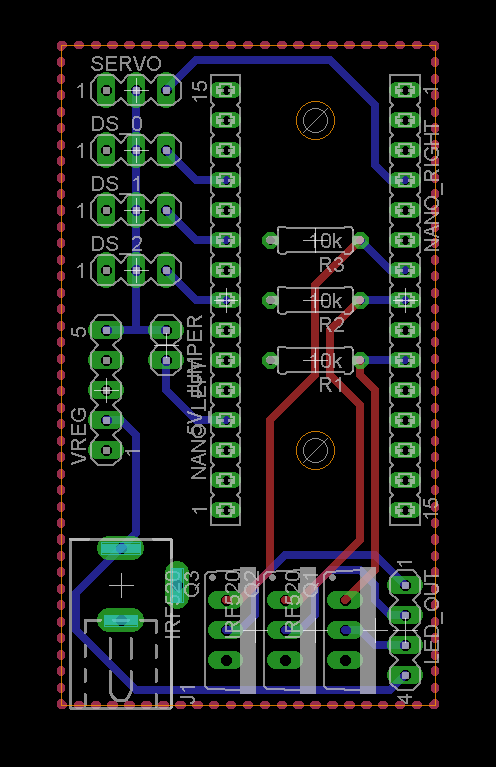 SERVO
1
15
1
DS_0
1
NANO_RIGHT
DS_1
1
DS_2
1
10k
R3
10k
R2
10k
R1
5
JUMPER
VREG
1
1
15
IRF520
Q3
IRF520
Q2
IRF520
Q1
1
LED_OUT
4
J1